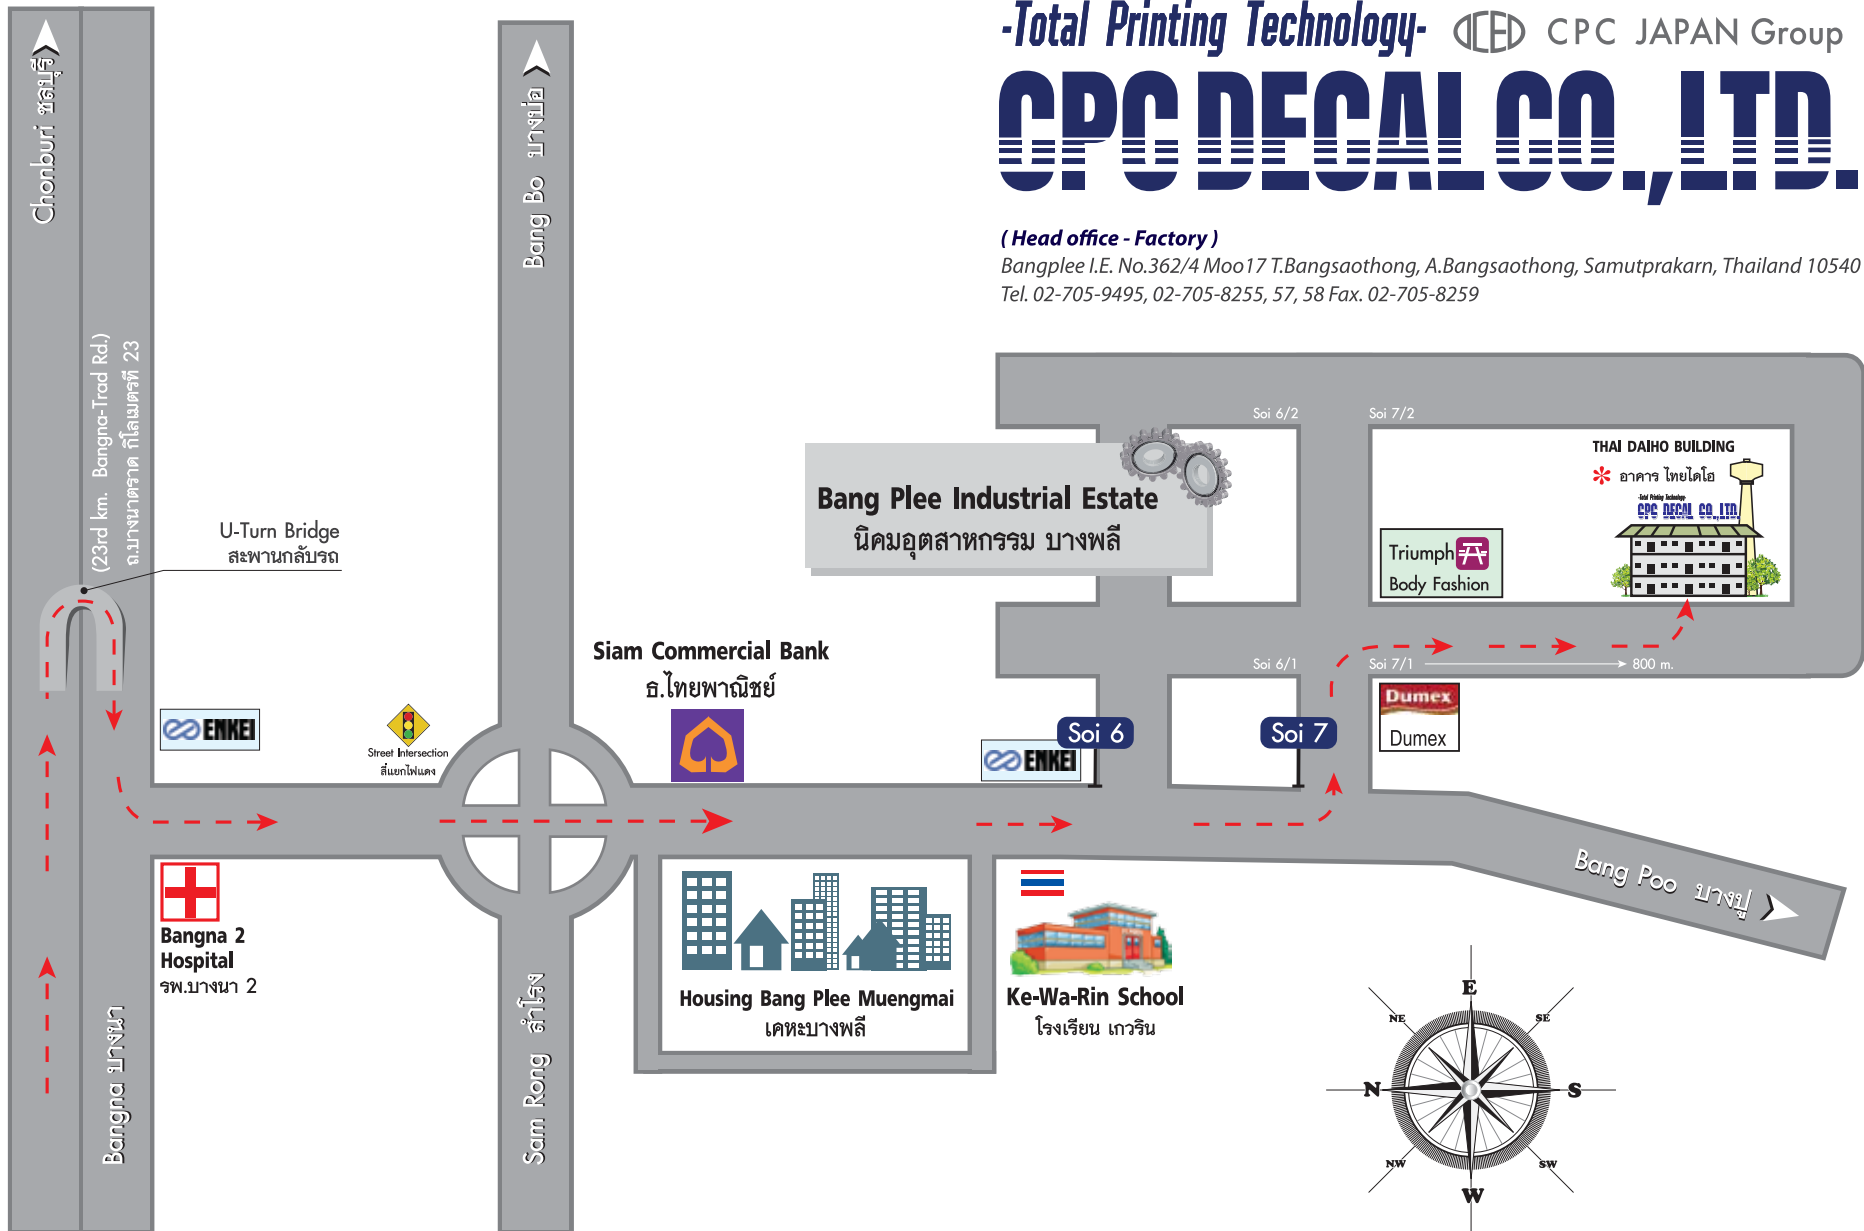 -Total Printing Technology-
CPC JAPAN Group
CPC DECAL CO.,LTD.
( Head office - Factory )
Bangplee I.E. No.362/4 Moo17 T.Bangsaothong, A.Bangsaothong, Samutprakarn, Thailand 10540
Tel. 02-705-9495, 02-705-8255, 57, 58 Fax. 02-705-8259
Chonburi ชลบุรี
Bang Bo บางบ่อ
(23rd km. Bangna-Trad Rd.)
ถ.บางนาตราด กิโลเมตรที่ 23
U-Turn Bridge
สะพานกลับรถ
Soi 6/2
Soi 7/2
Bang Plee Industrial Estate
นิคมอุตสาหกรรม บางพลี
THAI DAIHO BUILDING
* อาคาร ไทยไดโฮ
-Total Printing Technology-
CPC DECAL CO.,LTD.
Triumph
Body Fashion
Siam Commercial Bank
ธ.ไทยพาณิชย์
Soi 6/1
Soi 7/1
800 m.
ENKEI
Street Intersection
สี่แยกไฟแดง
ENKEI
Soi 6
Soi 7
Dumex
Dumex
Bang Poo บางปู
Bangna 2
Hospital
รพ.บางนา 2
Housing Bang Plee Muengmai
เคหะบางพลี
Ke-Wa-Rin School
โรงเรียน เกวริน
Bangna บางนา
Sam Rong สำโรง
E
NE
SE
N
S
NW
SW
W